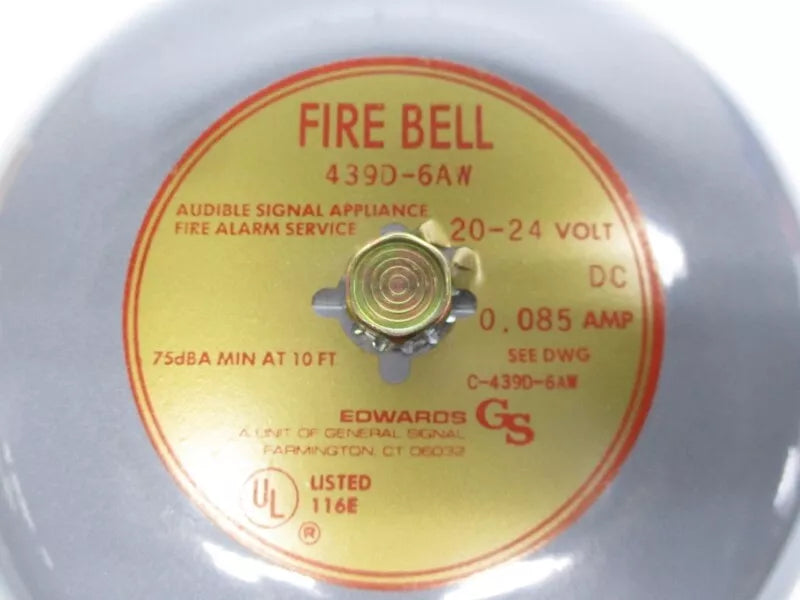 FIRE BELL
439D-6AW
AUDIBLE SIGNAL APPLIANCE
FIRE ALARM SERVICE
20-24 VOLT
DC
0.085 AMP
75dBA MIN AT 10 FT
SEE DWG
C-439D-6AW
EDWARDS GS
A UNIT OF GENERAL SIGNAL
FARMINGTON, CT 06032
UL LISTED
116E
®